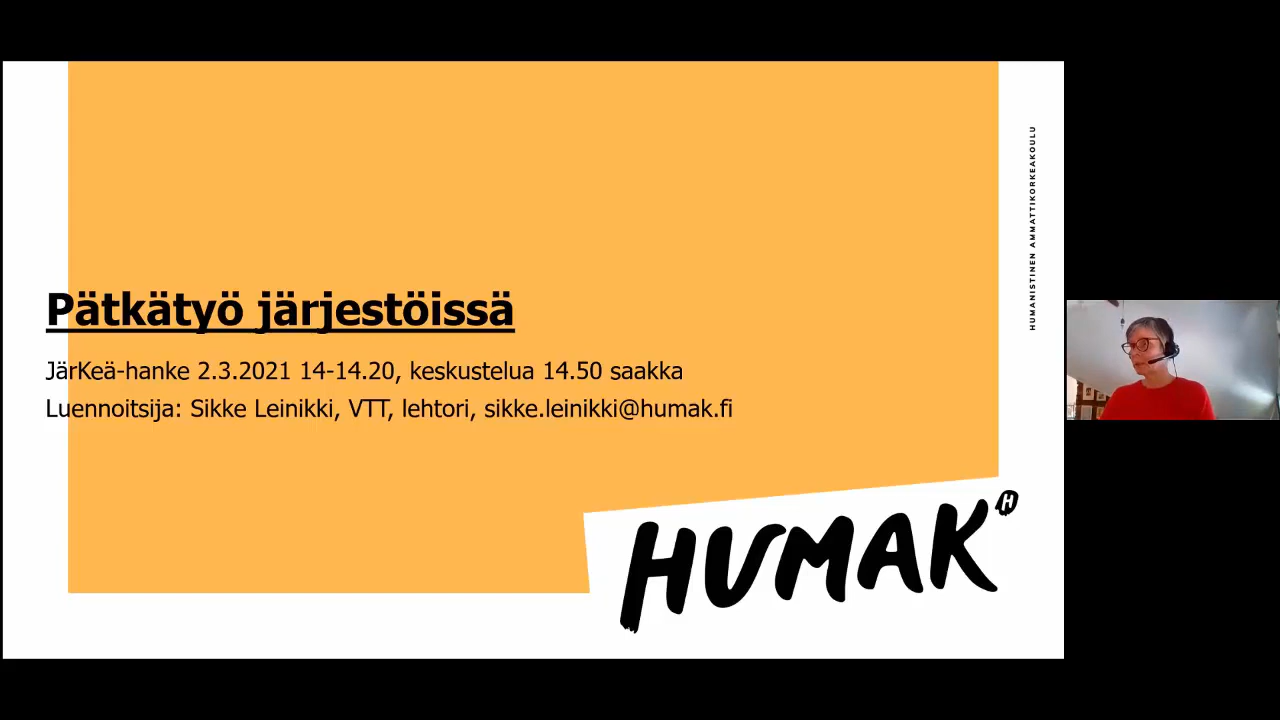 Pätkätyö järjestöissä
JärKeä-hanke 2.3.2021 14-14.20, keskustelua 14.50 saakka
Luennoitsija: Sikke Leinikki, VTT, lehtori, sikke.leinikki@humak.fi
HUMANISTINEN AMMATTIKORKEAKOULU
HUMAK
H